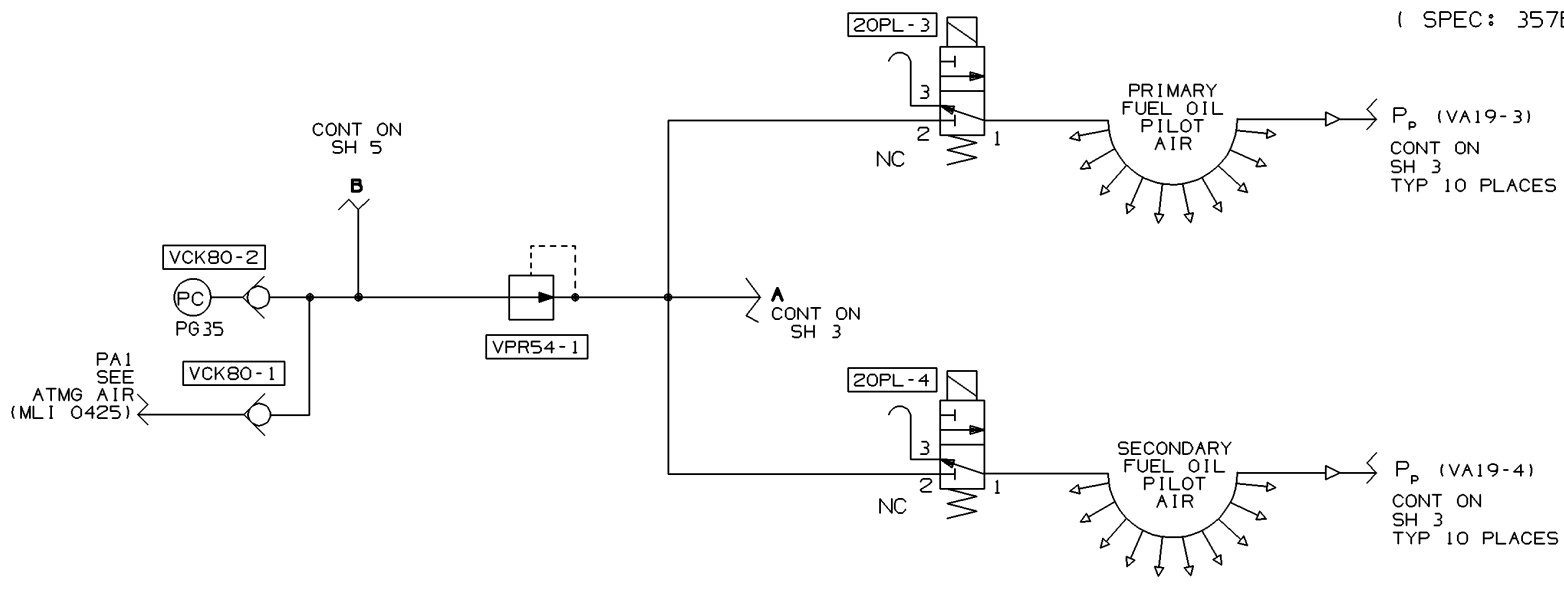 20PL-3
( SPEC: 357
3
2
1
NC
PRIMARY
FUEL OIL
PILOT
AIR
Pp (VA19-3)
CONT ON
SH 3
TYP 10 PLACES
CONT ON
SH 5
B
VCK80-2
PC
PG35
VPR54-1
A
CONT ON
SH 3
PA1
SEE
ATMG AIR
(MLI 0425)
VCK80-1
20PL-4
3
2
1
NC
SECONDARY
FUEL OIL
PILOT
AIR
Pp (VA19-4)
CONT ON
SH 3
TYP 10 PLACES